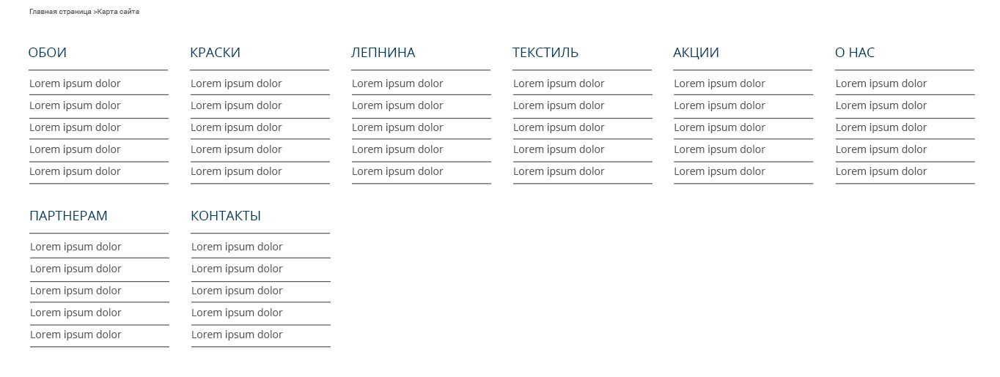 Главная страница >Карта сайта
ОБОИ
Lorem ipsum dolor
Lorem ipsum dolor
Lorem ipsum dolor
Lorem ipsum dolor
Lorem ipsum dolor
КРАСКИ
Lorem ipsum dolor
Lorem ipsum dolor
Lorem ipsum dolor
Lorem ipsum dolor
Lorem ipsum dolor
ЛЕПНИНА
Lorem ipsum dolor
Lorem ipsum dolor
Lorem ipsum dolor
Lorem ipsum dolor
Lorem ipsum dolor
ТЕКСТИЛЬ
Lorem ipsum dolor
Lorem ipsum dolor
Lorem ipsum dolor
Lorem ipsum dolor
Lorem ipsum dolor
АКЦИИ
Lorem ipsum dolor
Lorem ipsum dolor
Lorem ipsum dolor
Lorem ipsum dolor
Lorem ipsum dolor
О НАС
Lorem ipsum dolor
Lorem ipsum dolor
Lorem ipsum dolor
Lorem ipsum dolor
Lorem ipsum dolor
ПАРТНЕРАМ
Lorem ipsum dolor
Lorem ipsum dolor
Lorem ipsum dolor
Lorem ipsum dolor
Lorem ipsum dolor
КОНТАКТЫ
Lorem ipsum dolor
Lorem ipsum dolor
Lorem ipsum dolor
Lorem ipsum dolor
Lorem ipsum dolor